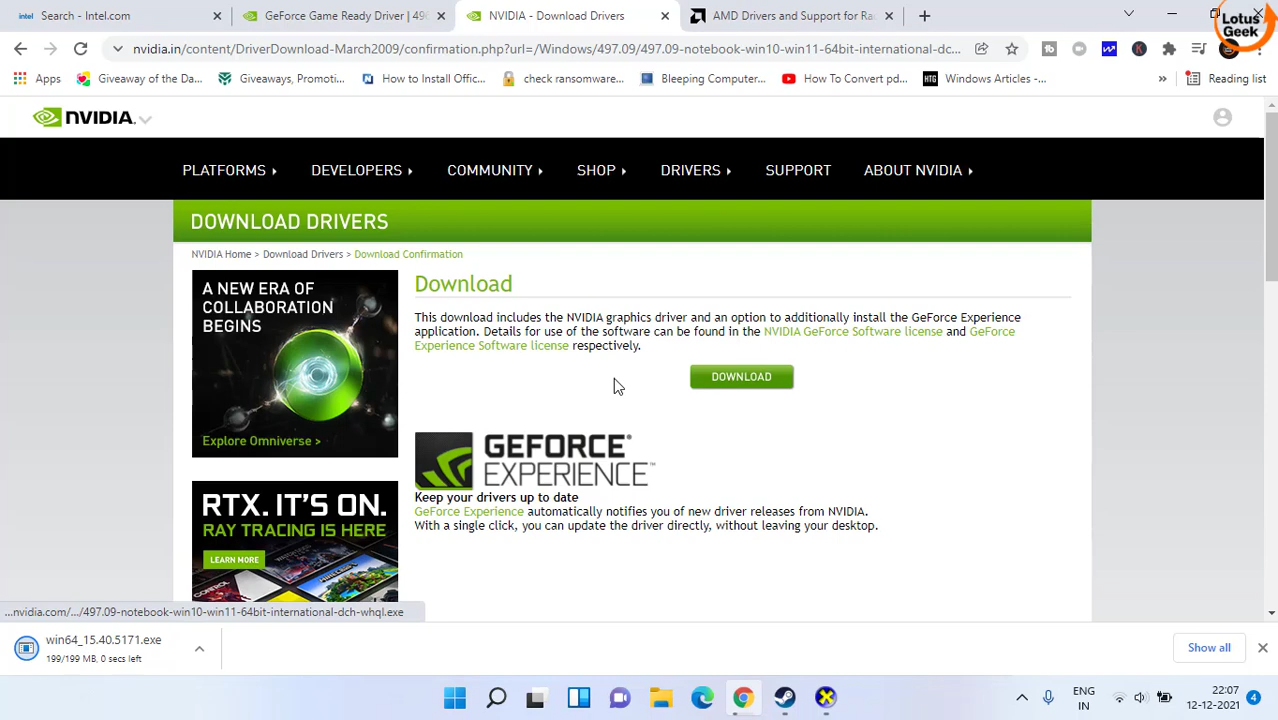 Search - Intel.com
GeForce Game Ready Driver | 49
NVIDIA - Download Drivers
AMD Drivers and Support for Ra
Lotus
Geek
nvidia.in/content/DriverDownload-March2009/confirmation.php?url=/Windows/497.09/497.09-notebook-win10-win11-64bit-international-dc...
Apps
Giveaway of the Da...
Giveaways, Promoti...
How to Install Offic...
check ransomware...
Bleeping Computer...
How To Convert pd...
HTG
Windows Articles -...
»
Reading list
NVIDIA.
PLATFORMS
DEVELOPERS
COMMUNITY
SHOP
DRIVERS
SUPPORT
ABOUT NVIDIA
DOWNLOAD DRIVERS
NVIDIA Home > Download Drivers > Download Confirmation
A NEW ERA OF
COLLABORATION
BEGINS
Explore Omniverse >
Download
This download includes the NVIDIA graphics driver and an option to additionally install the GeForce Experience
application. Details for use of the software can be found in the NVIDIA GeForce Software license and GeForce
Experience Software license respectively.
DOWNLOAD
GEFORCE
EXPERIENCE™
Keep your drivers up to date
GeForce Experience automatically notifies you of new driver releases from NVIDIA.
With a single click, you can update the driver directly, without leaving your desktop.
RTX. IT'S ON.
RAY TRACING IS HERE
LEARN MORE
CONTROL
MINECRAFT
...nvidia.com/.../497.09-notebook-win10-win11-64bit-international-dch-whql.exe
win64_15.40.5171.exe
199/199 MB, 0 secs left
Show all
ENG
IN
22:07
12-12-2021
4